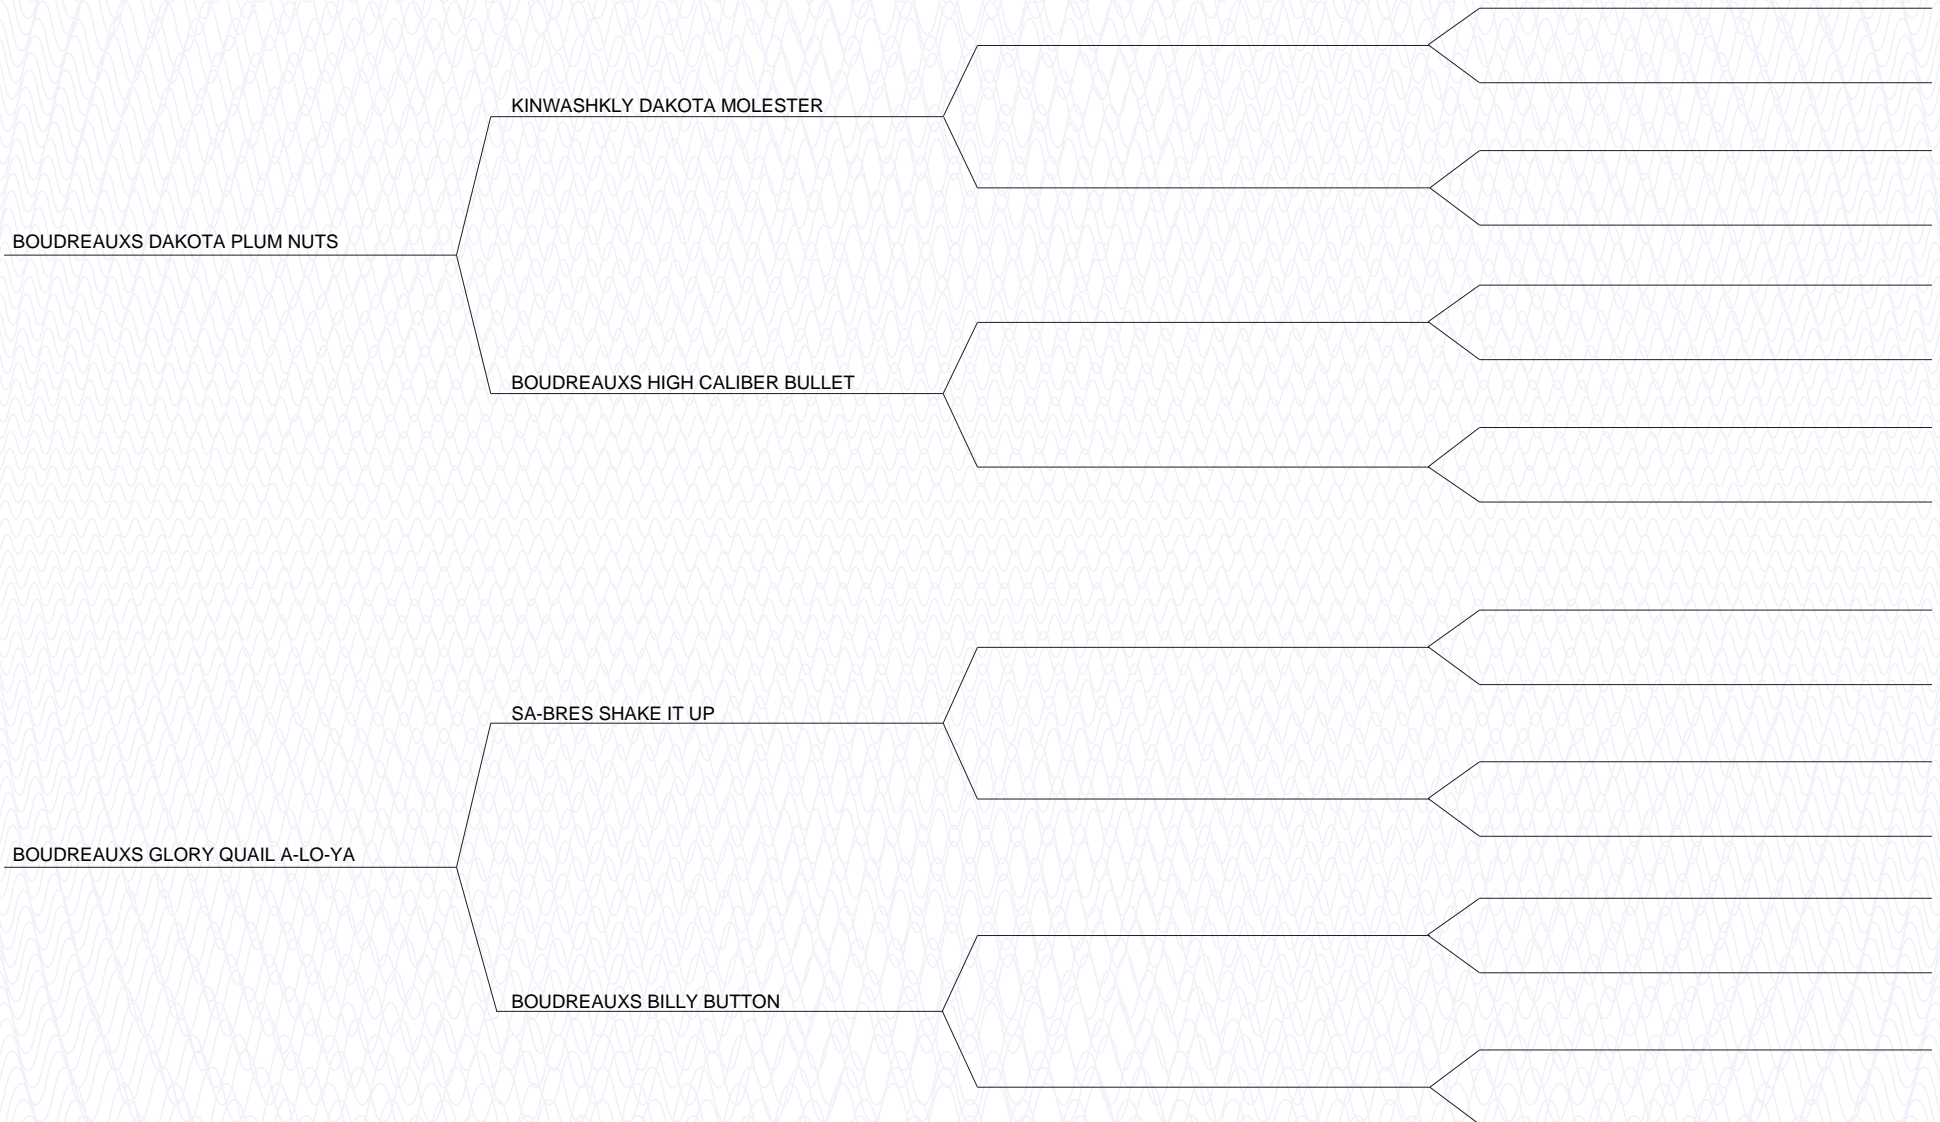 KINWASHKLY DAKOTA MOLESTER
BOUDREAUXS DAKOTA PLUM NUTS
BOUDREAUXS HIGH CALIBER BULLET
SA-BRES SHAKE IT UP
BOUDREAUXS GLORY QUAIL A-LO-YA
BOUDREAUXS BILLY BUTTON